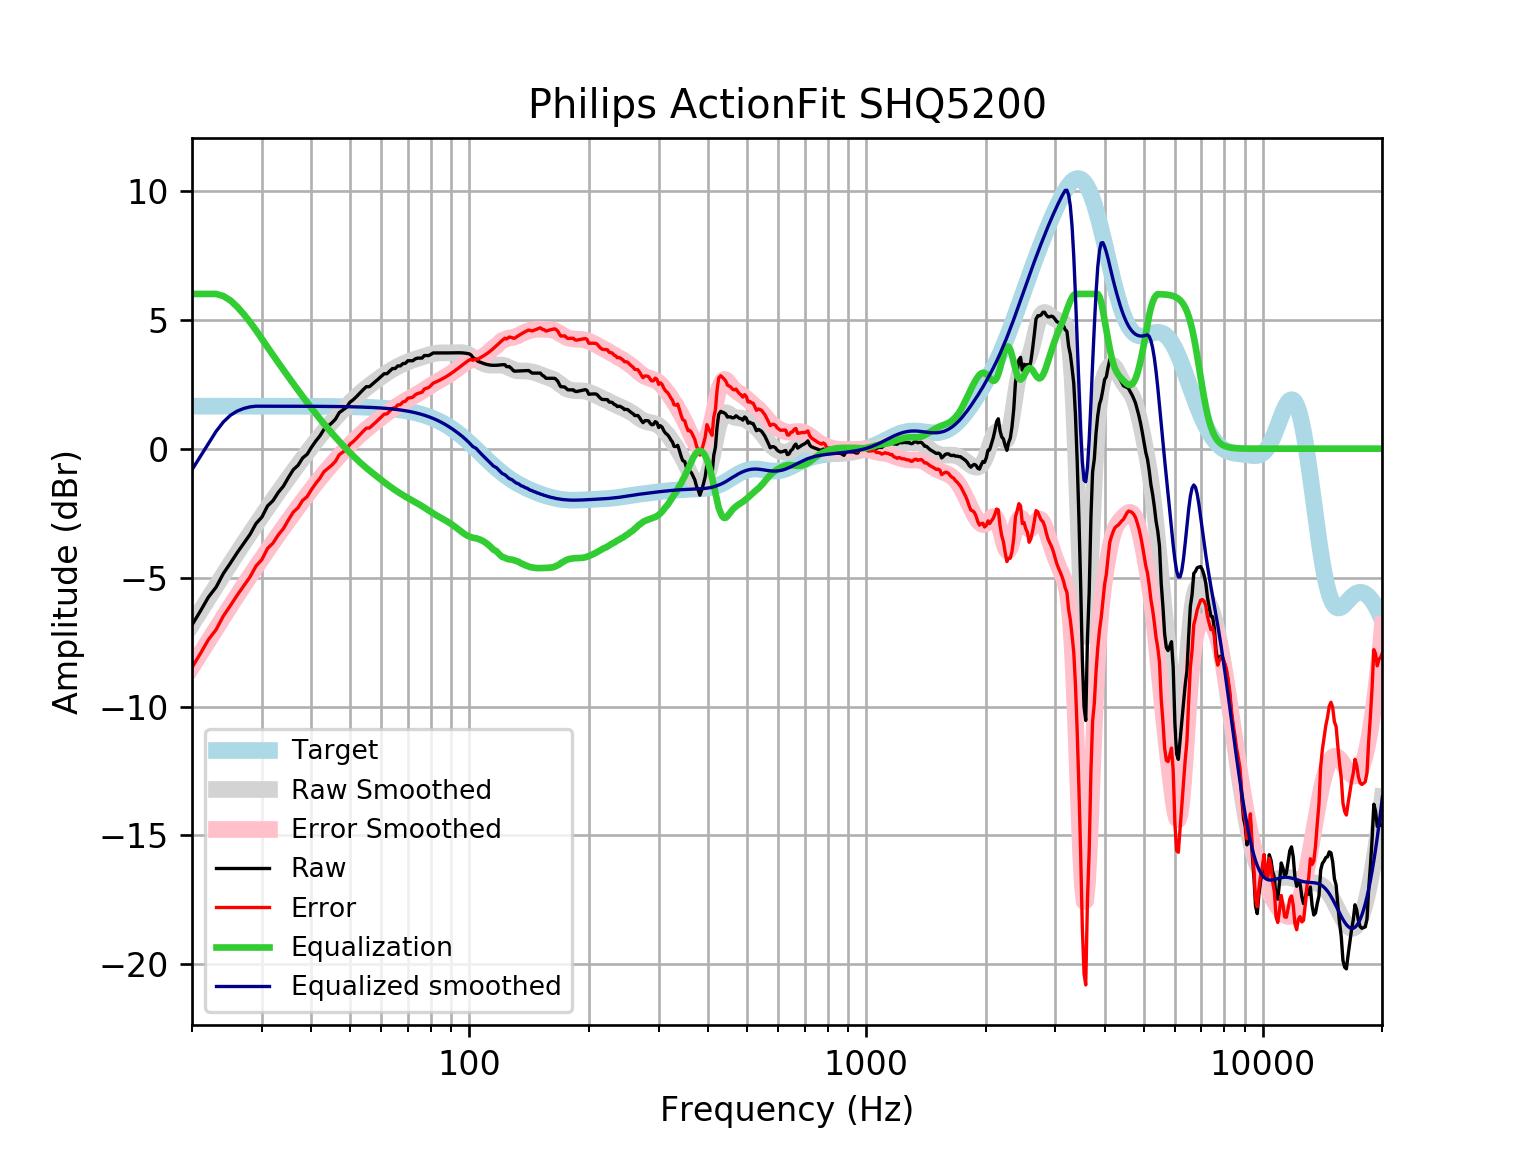 Philips ActionFit SHQ5200
10
5
0
−5
−10
−15
−20
Amplitude (dBr)
Target
Raw Smoothed
Error Smoothed
Raw
Error
Equalization
Equalized smoothed
100 1000 10000
Frequency (Hz)